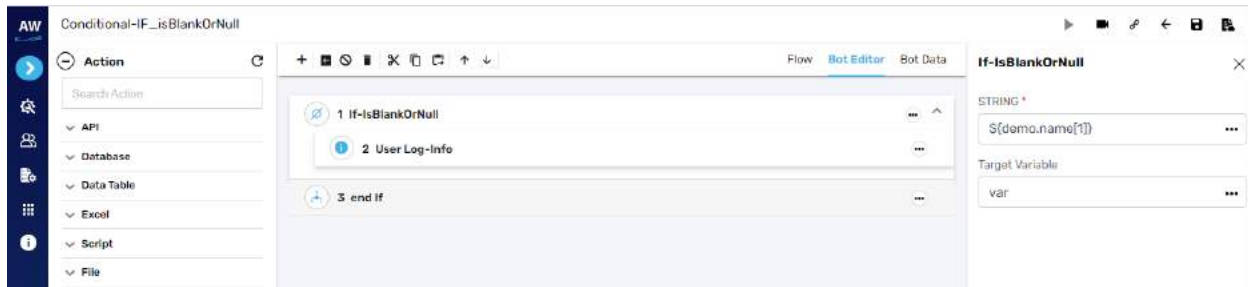 AW
Conditional-IF_isBlankOrNull
Action
Search Action
API
Database
Data Table
Excel
Script
File
Flow Bot Editor Bot Data
1 If-IsBlankOrNull
2 User Log-Info
3 end If
If-IsBlankOrNull
STRING *
${demo.name[1]}
Target Variable
var